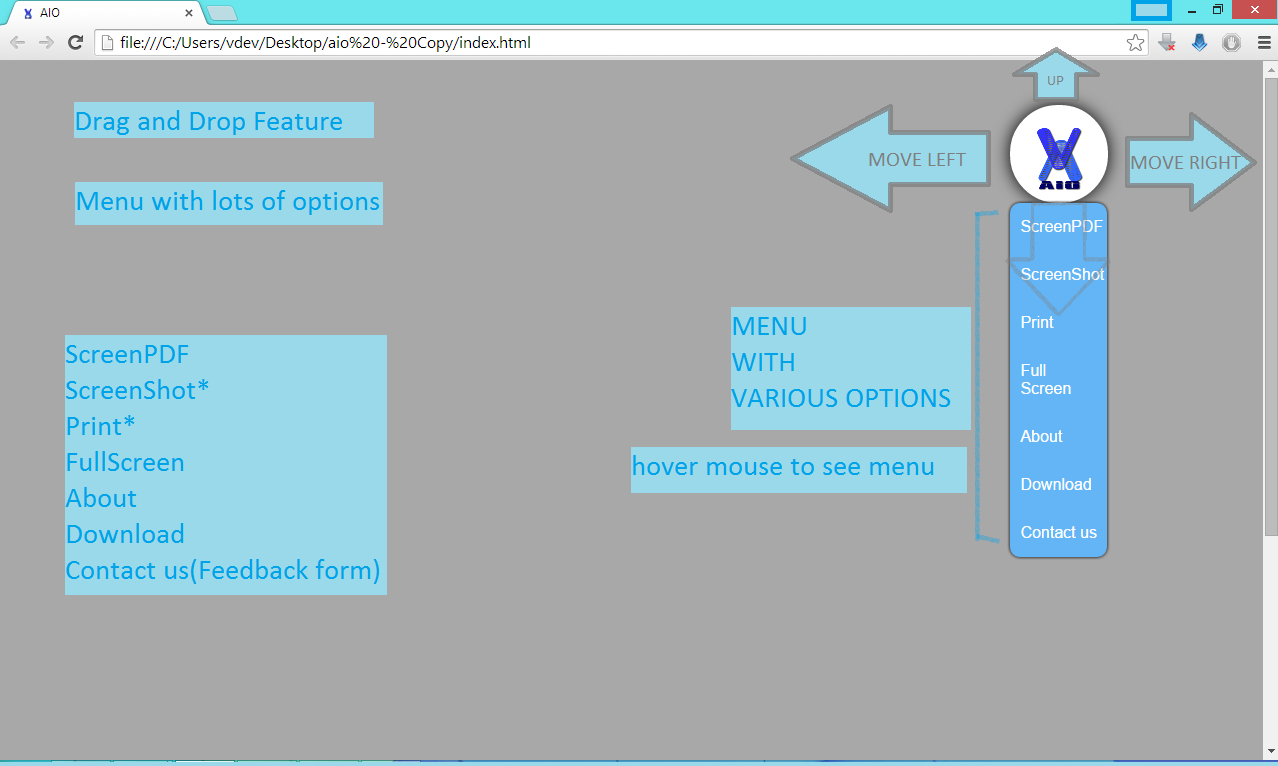 AIO
file:///C:/Users/vdev/Desktop/aio%20-%20Copy/index.html
UP
Drag and Drop Feature
MOVE LEFT
MOVE RIGHT
AIO
Menu with lots of options
ScreenPDF
ScreenShot
Print
Full
Screen
About
Download
Contact us
MENU
WITH
VARIOUS OPTIONS
hover mouse to see menu
ScreenPDF
ScreenShot*
Print*
FullScreen
About
Download
Contact us(Feedback form)